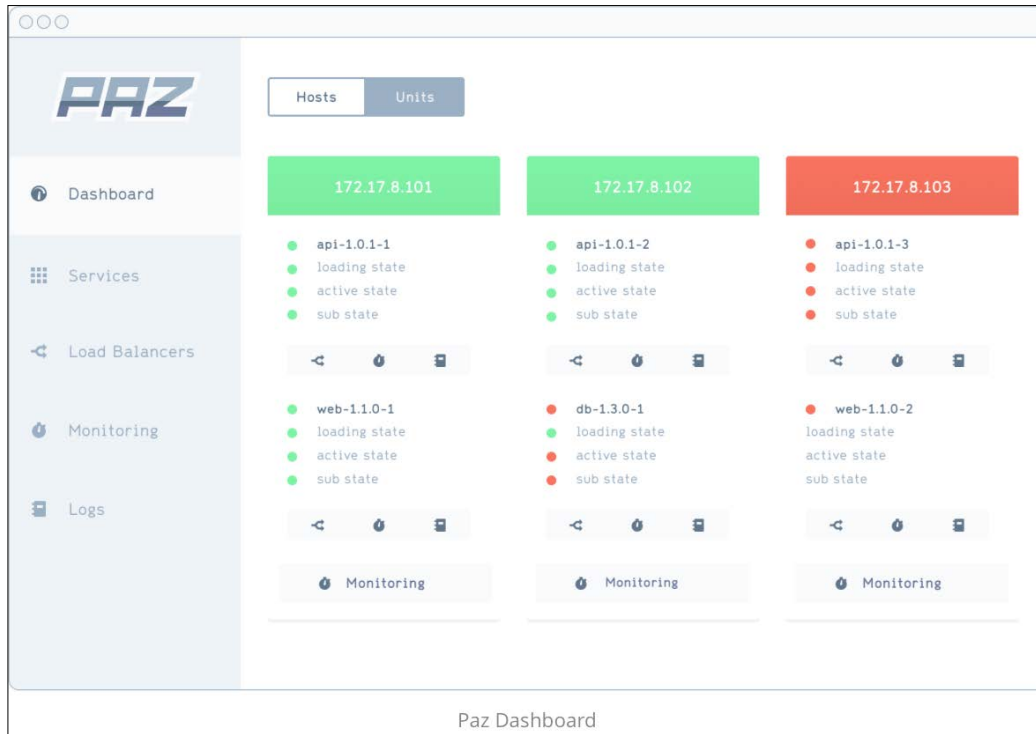 PAZ
Hosts Units
Dashboard
Services
Load Balancers
Monitoring
Logs
172.17.8.101
api-1.0.1-1
loading state
active state
sub state
web-1.1.0-1
loading state
active state
sub state
Monitoring
172.17.8.102
api-1.0.1-2
loading state
active state
sub state
db-1.3.0-1
loading state
active state
sub state
Monitoring
172.17.8.103
api-1.0.1-3
loading state
active state
sub state
web-1.1.0-2
loading state
active state
sub state
Monitoring
Paz Dashboard